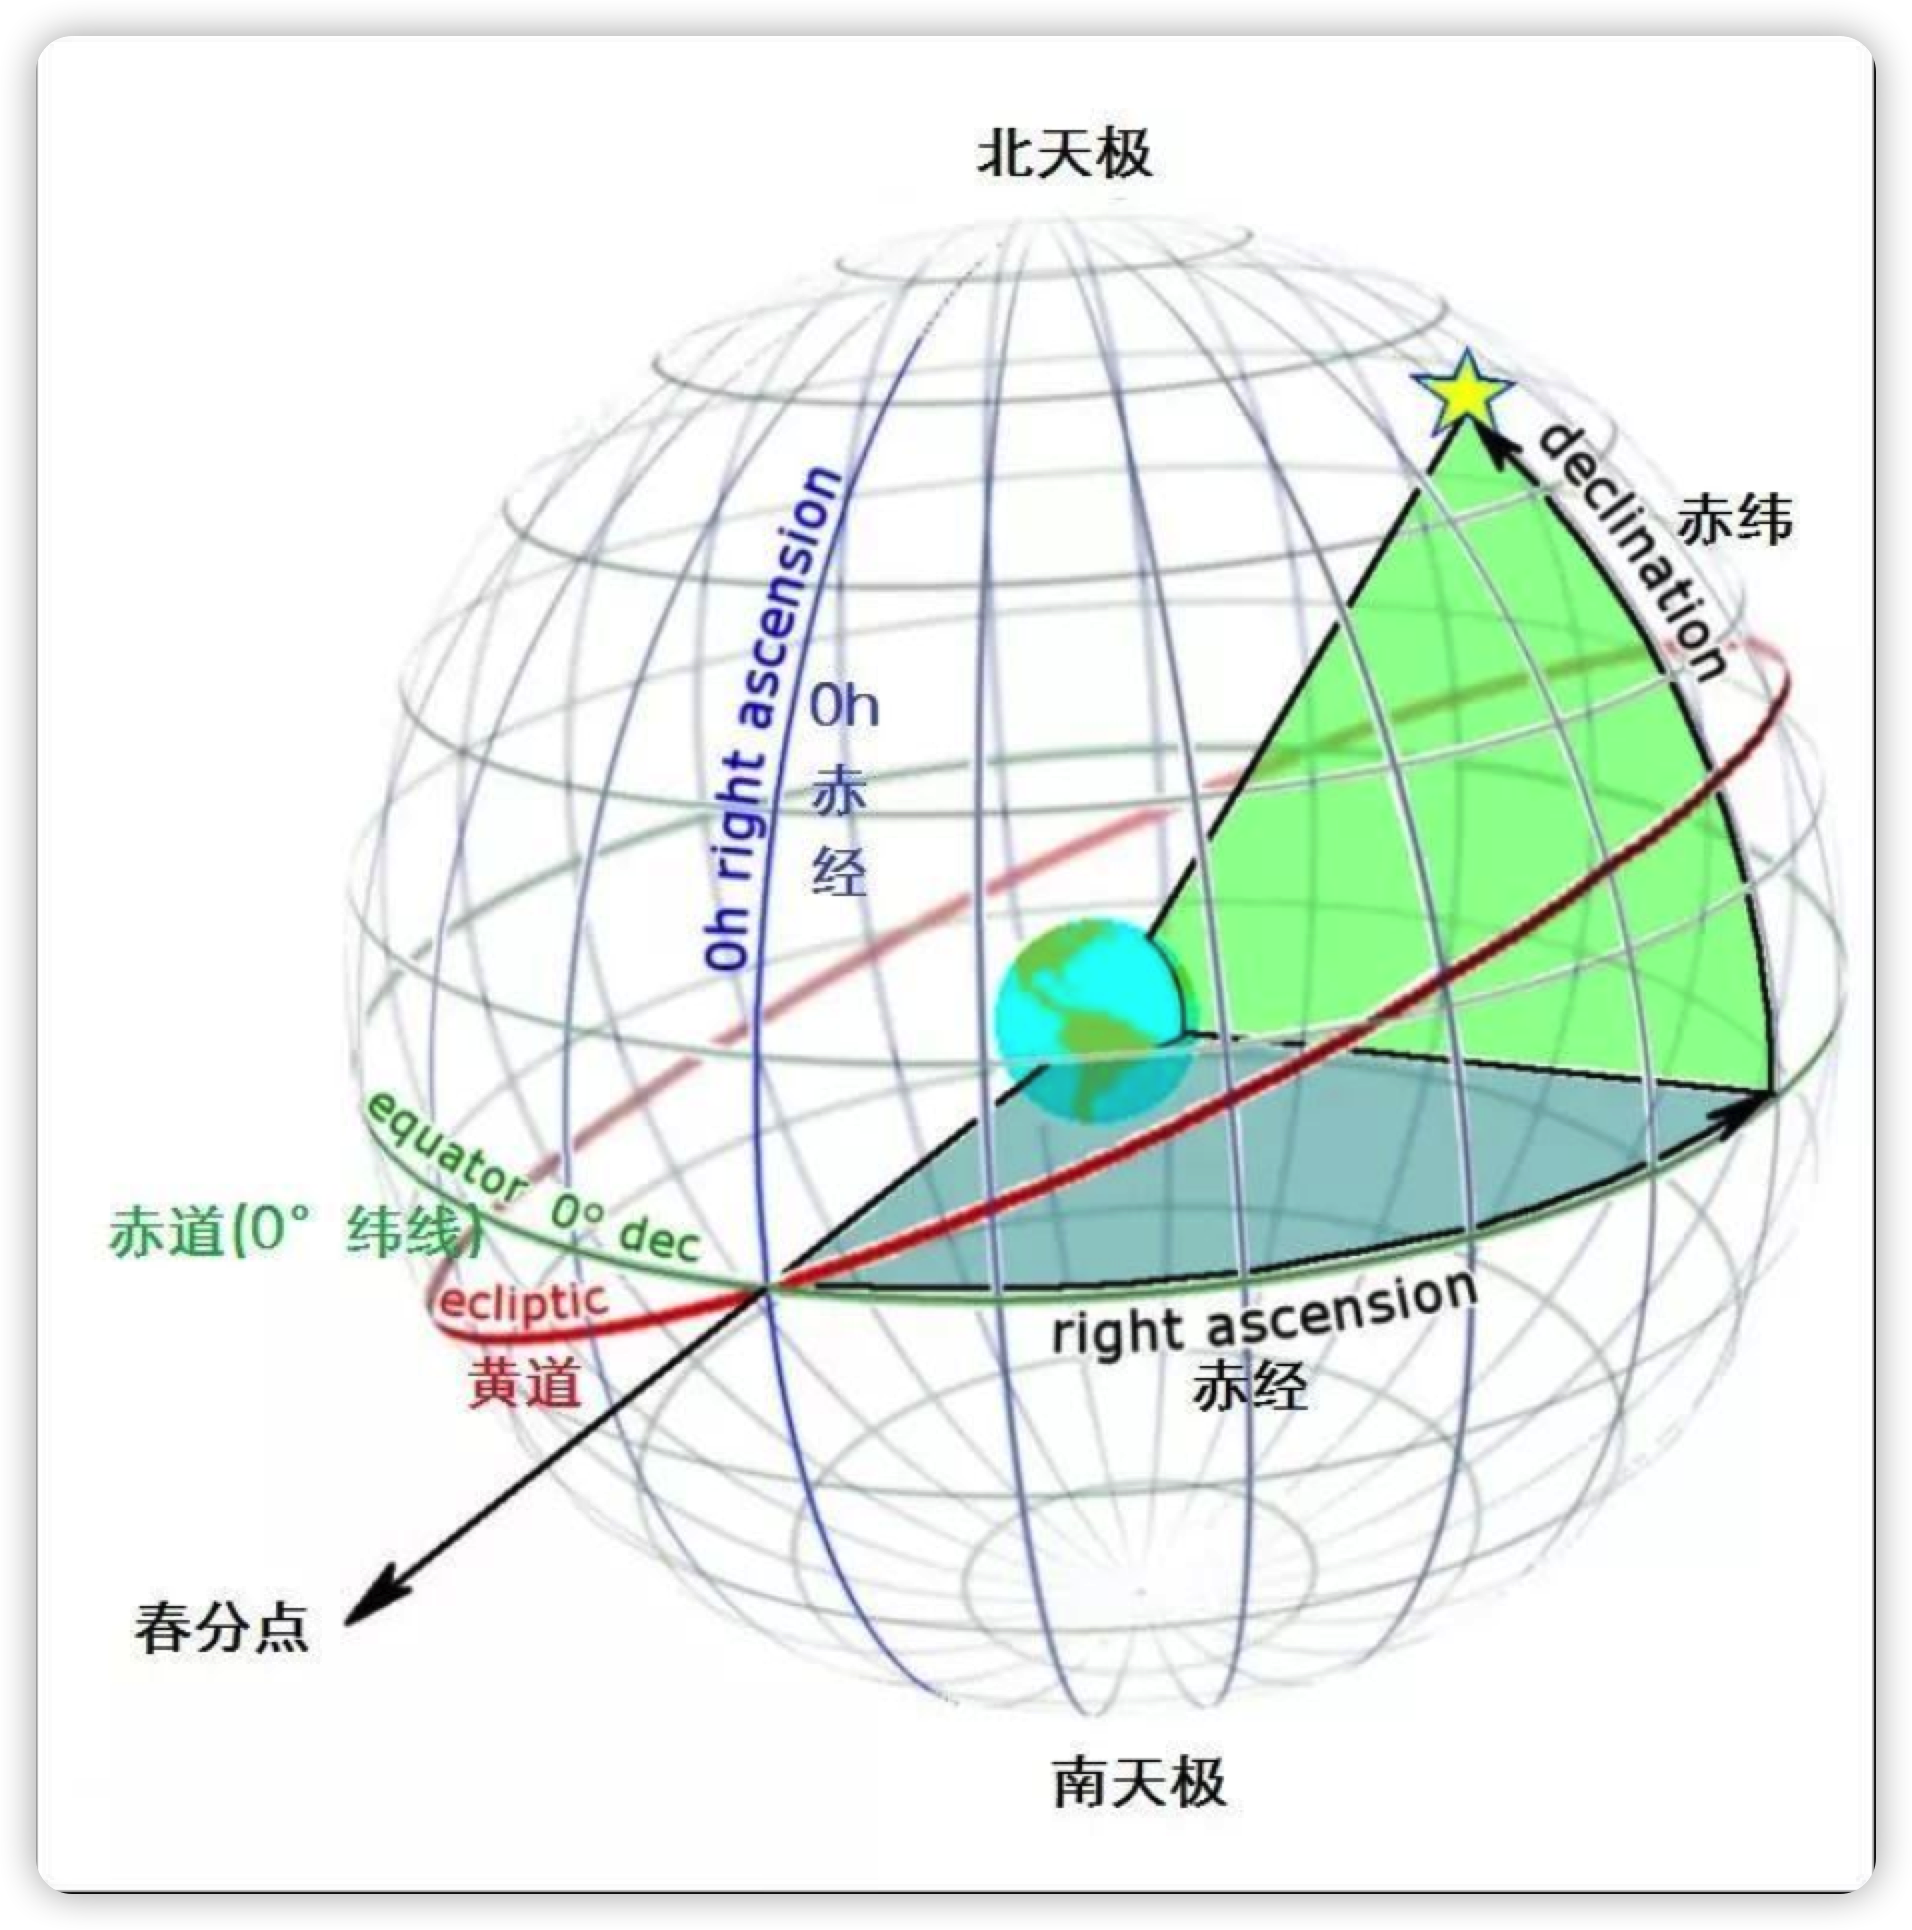 北天极
declination
赤纬
0h right ascension
0h
赤
经
equator 0° dec
赤道(0° 纬线)
ecliptic
黄道
right ascension
赤经
春分点
南天极